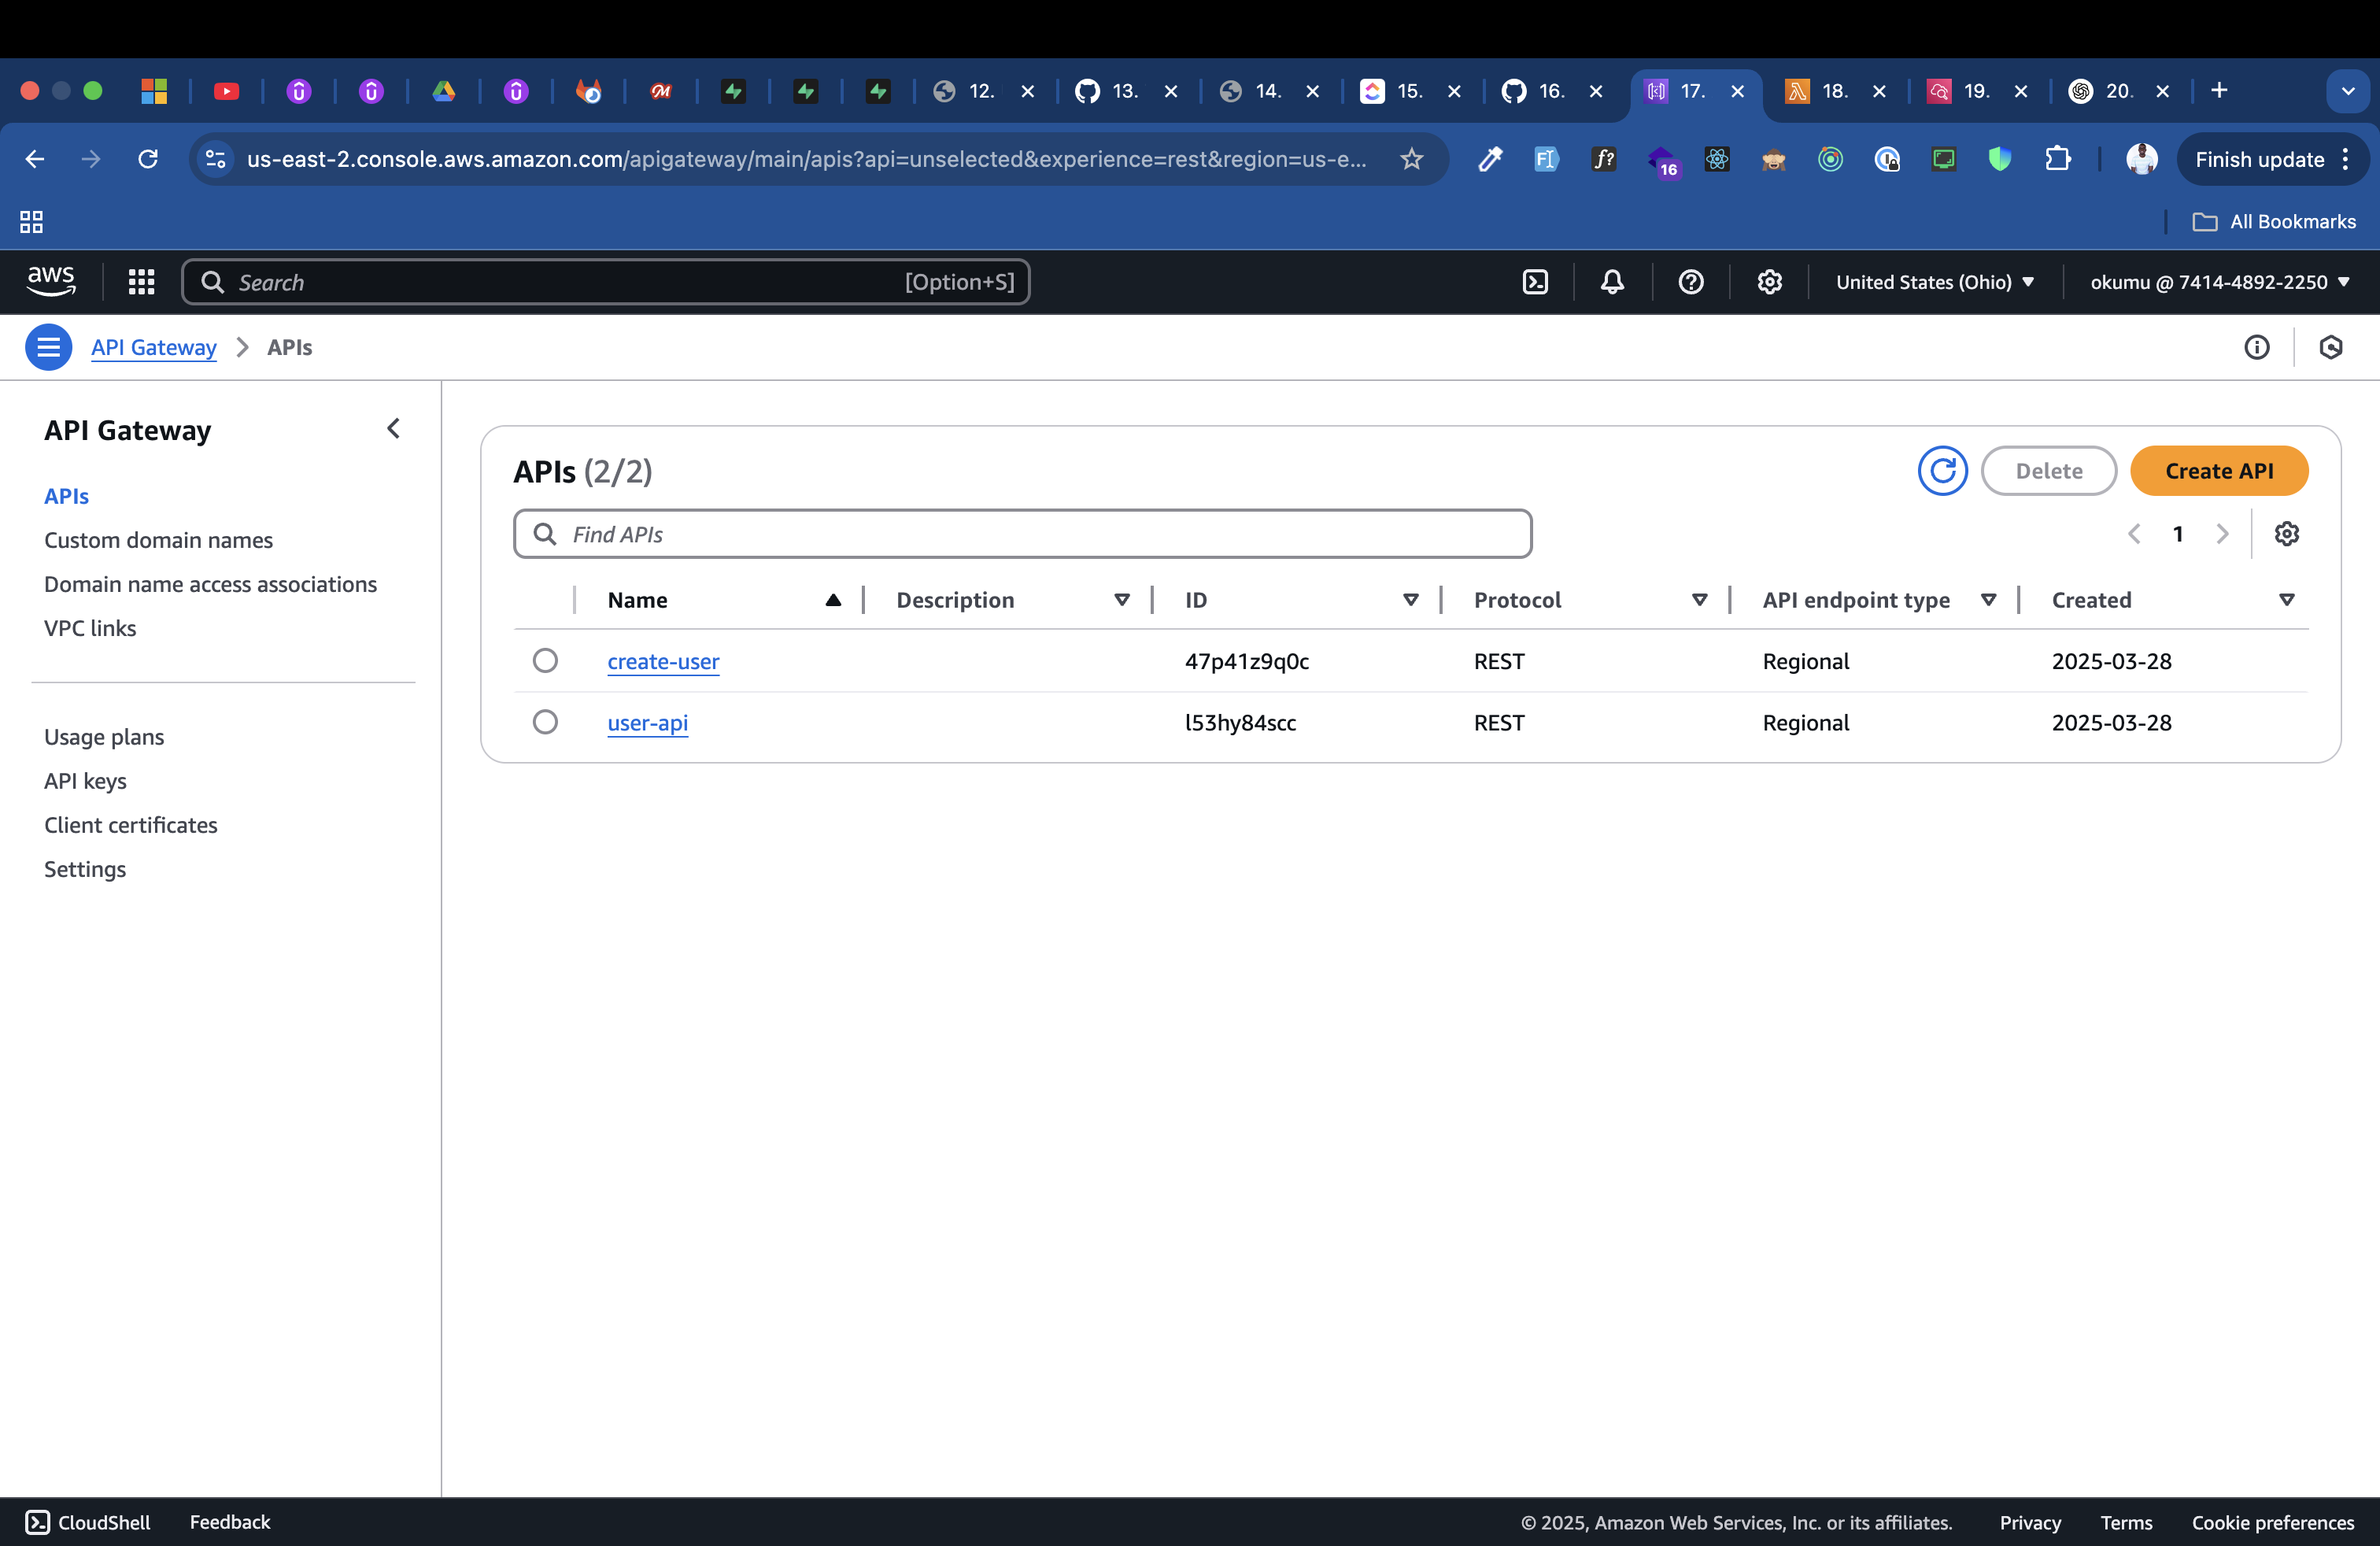 12.
13.
14.
15.
16.
17.
18.
19.
20.
us-east-2.console.aws.amazon.com/apigateway/main/apis?api=unselected&experience=rest&region=us-e...
16
Finish update
All Bookmarks
aws
Search
[Option+S]
United States (Ohio)
okumu @ 7414-4892-2250
API Gateway > APIs
API Gateway
APIs
Custom domain names
Domain name access associations
VPC links
Usage plans
API keys
Client certificates
Settings
APIs (2/2)
Delete
Create API
Find APIs
1
Name Description ID Protocol API endpoint type Created
create-user 47p41z9q0c REST Regional 2025-03-28
user-api l53hy84scc REST Regional 2025-03-28
CloudShell Feedback © 2025, Amazon Web Services, Inc. or its affiliates. Privacy Terms Cookie preferences